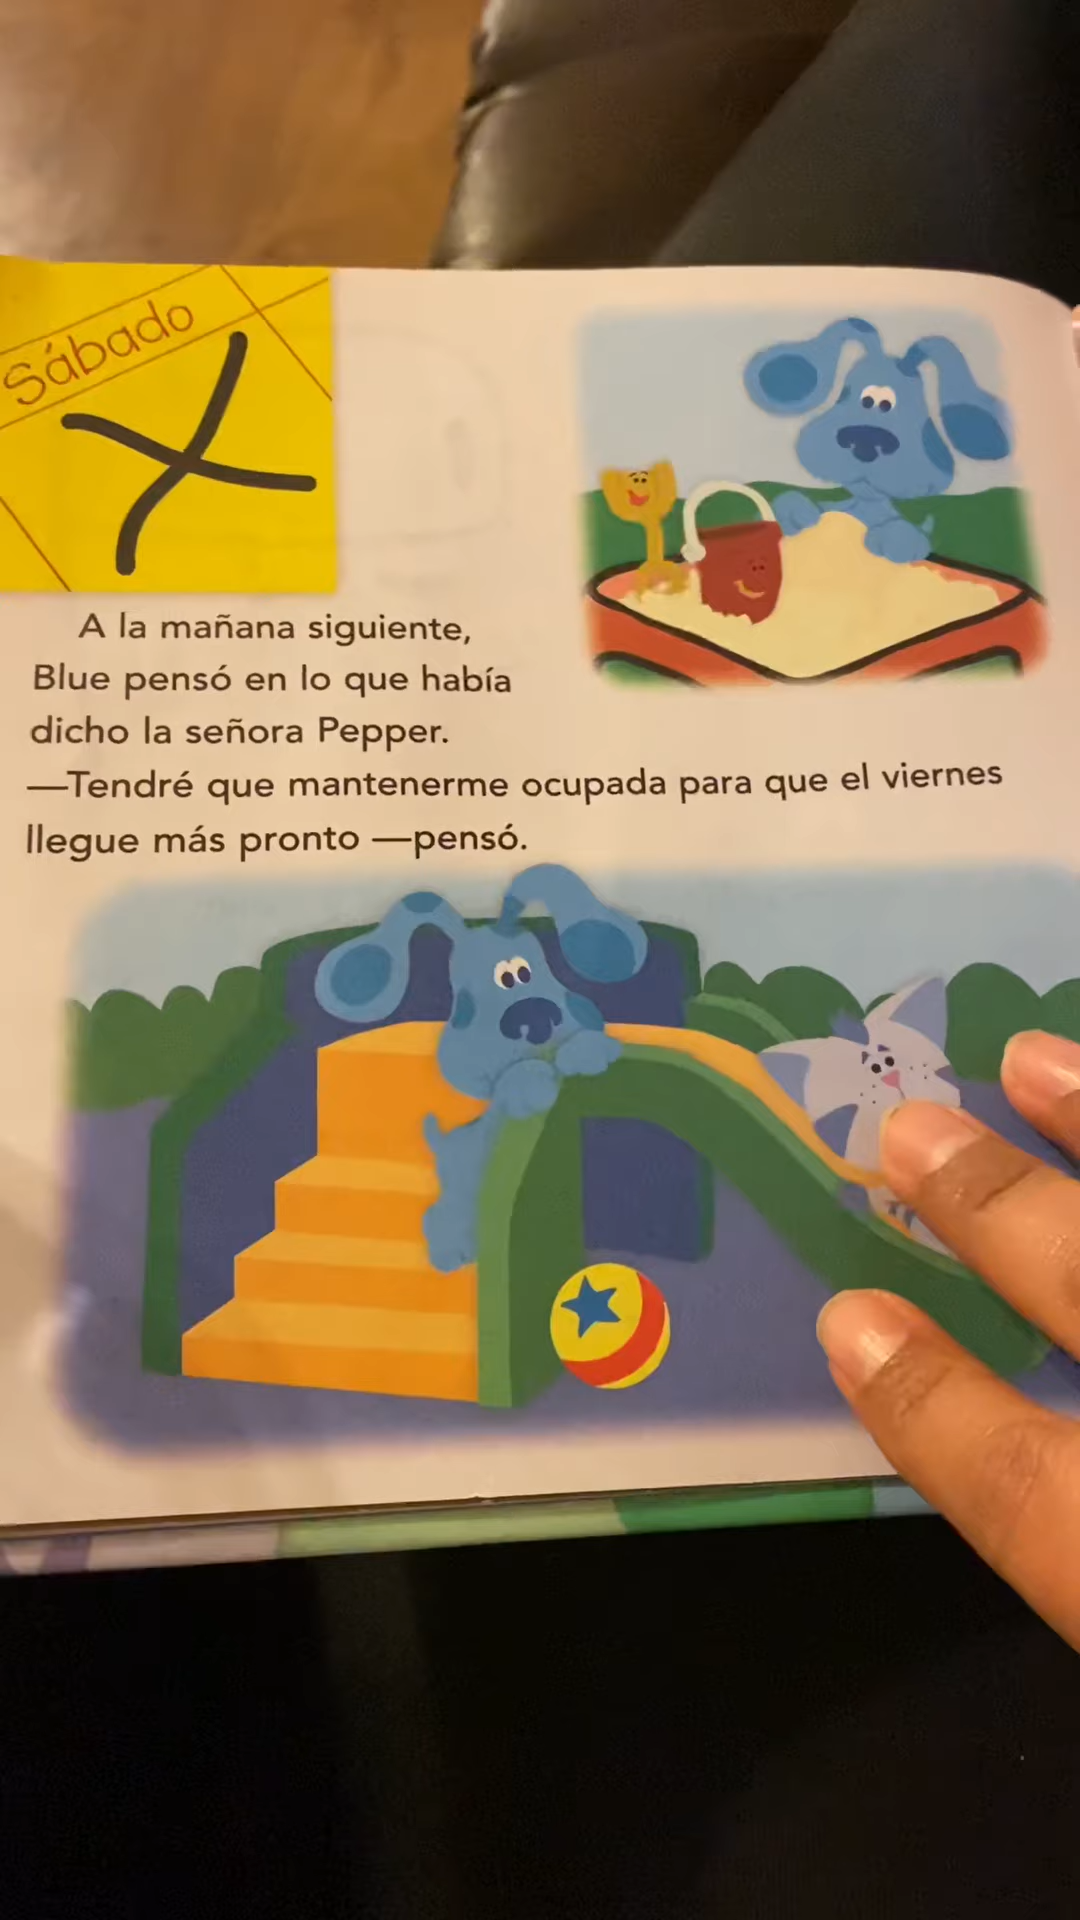 Sábado
A la mañana siguiente,
Blue pensó en lo que había
dicho la señora Pepper.
—Tendré que mantenerme ocupada para que el viernes
llegue más pronto —pensó.